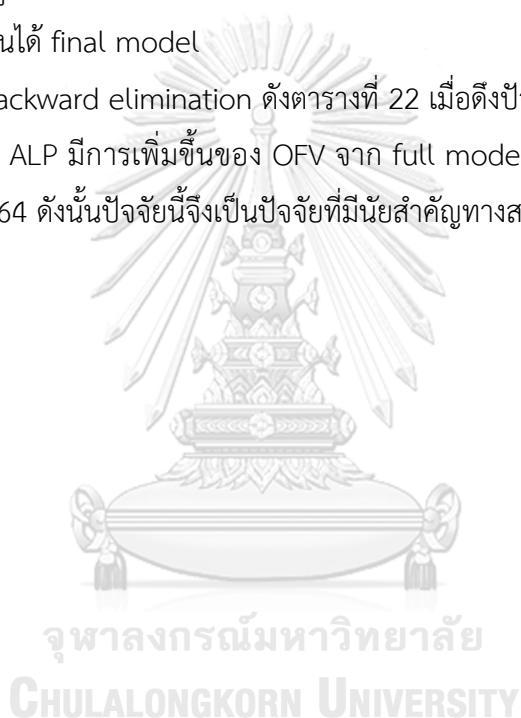 นได้ final model
ackward elimination ดังตารางที่ 22 เมื่อดึงปั
ALP มีการเพิ่มขึ้นของ OFV จาก full mode
64 ดังนั้นปัจจัยนี้จึงเป็นปัจจัยที่มีนัยสำคัญทางส
จุฬาลงกรณ์มหาวิทยาลัย
CHULALONGKORN UNIVERSITY